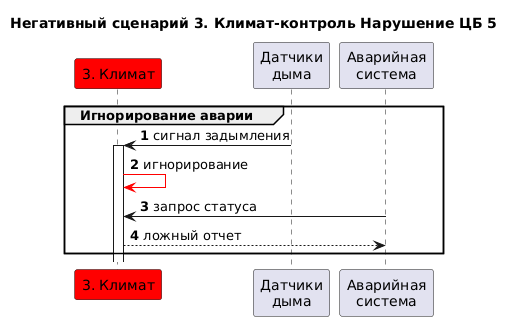 Негативный сценарий 3. Климат-контроль Нарушение ЦБ 5
3. Климат
Датчики
дыма
Аварийная
система
Игнорирование аварии
1 сигнал задымления
2 игнорирование
3 запрос статуса
4 ложный отчет
3. Климат
Датчики
дыма
Аварийная
система